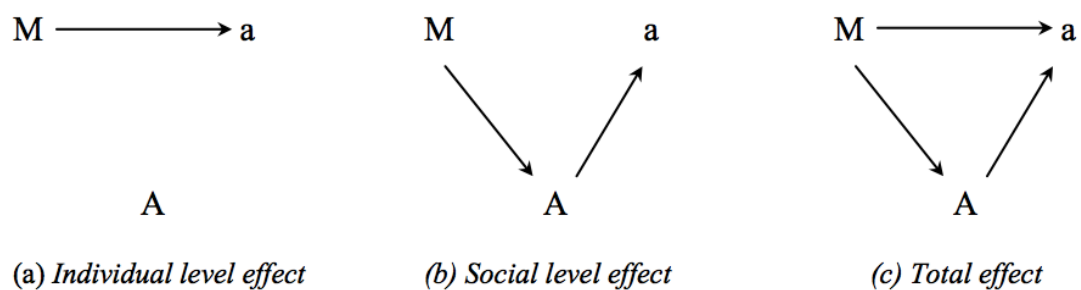 M a M a M a
A A A
(a) Individual level effect (b) Social level effect (c) Total effect